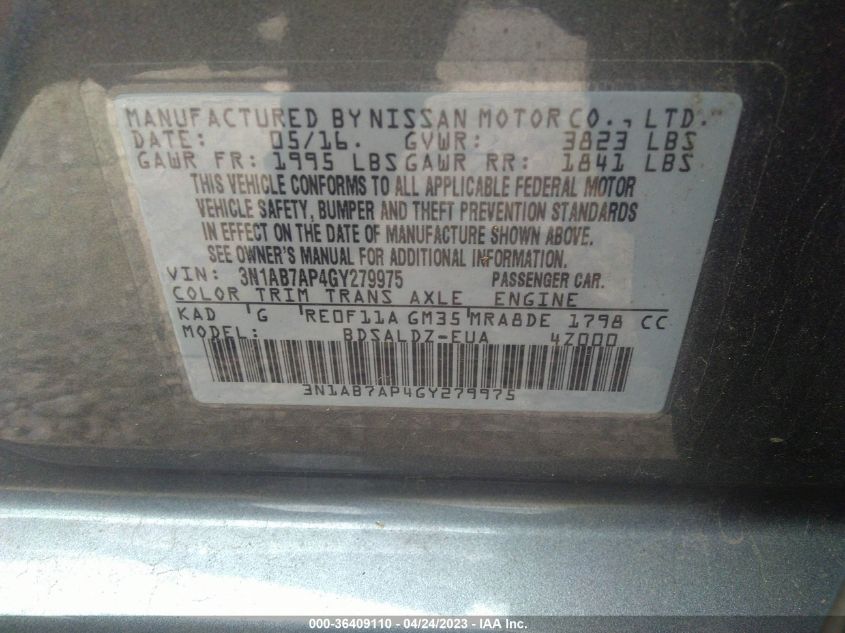 MANUFACTURED BY NISSAN MOTOR CO., LTD.
DATE: 05/16. GVWR: 3823 LBS
GAWR FR: 1995 LBS GAWR RR: 1841 LBS
THIS VEHICLE CONFORMS TO ALL APPLICABLE FEDERAL MOTOR
VEHICLE SAFETY, BUMPER AND THEFT PREVENTION STANDARDS
IN EFFECT ON THE DATE OF MANUFACTURE SHOWN ABOVE.
SEE OWNER'S MANUAL FOR ADDITIONAL INFORMATION.
VIN: 3N1AB7AP4GY279975 PASSENGER CAR.
COLOR TRIM TRANS AXLE ENGINE
KAD G RE0F11A GM35 MRA8DE 1798 CC
MODEL: BDSALDZ-EUA 4Z000
3N1AB7AP4GY279975
000-36409110 - 04/24/2023 - IAA Inc.